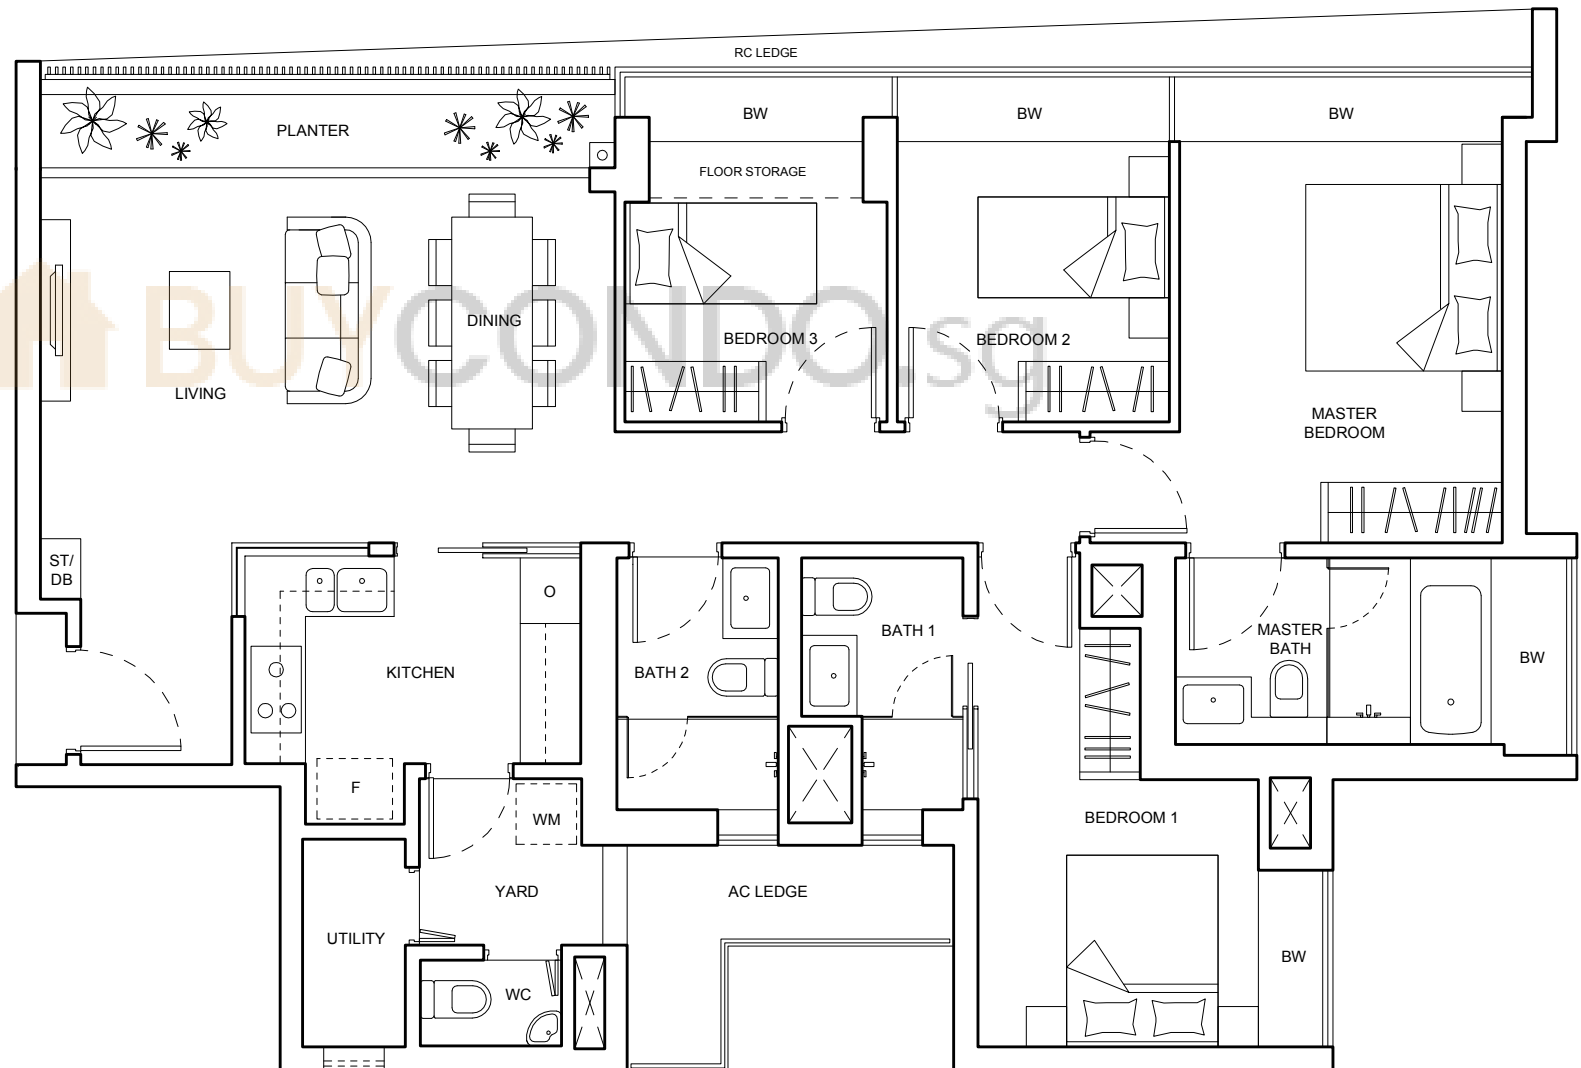 RC LEDGE
BW
BW
BW
PLANTER
FLOOR STORAGE
BUYCONDO.sg
DINING
BEDROOM 3
BEDROOM 2
LIVING
MASTER
BEDROOM
ST/
DB
O
KITCHEN
BATH 2
BATH 1
MASTER
BATH
BW
F
WM
BEDROOM 1
YARD
AC LEDGE
UTILITY
BW
WC